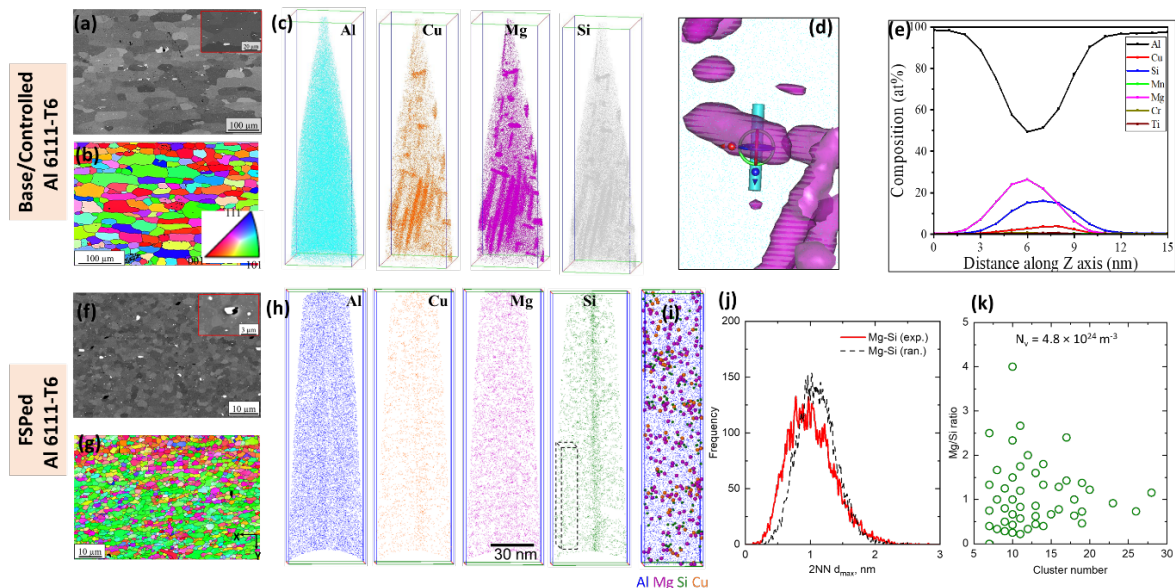 Base/Controlled
Al 6111-T6
(a)
20 µm
100 µm
(b)
111
001
101
100 µm
(c)
Al
Cu
Mg
Si
(d)
(e)
Composition (at%)
100
80
60
40
20
0
0 3 6 9 12 15
Distance along Z axis (nm)
Al
Cu
Si
Mn
Mg
Cr
Ti
FSPed
Al 6111-T6
(f)
3 µm
10 µm
(g)
X
Y
10 µm
(h)
Al
Cu
Mg
Si
30 nm
(i)
Al Mg Si Cu
(j)
Frequency
200
150
100
50
0
0 1 2 3
2NN dmax, nm
Mg-Si (exp.)
Mg-Si (ran.)
(k)
Mg/Si ratio
5
4
3
2
1
0
5 10 15 20 25 30
Cluster number
Nv = 4.8 × 10²⁴ m⁻³